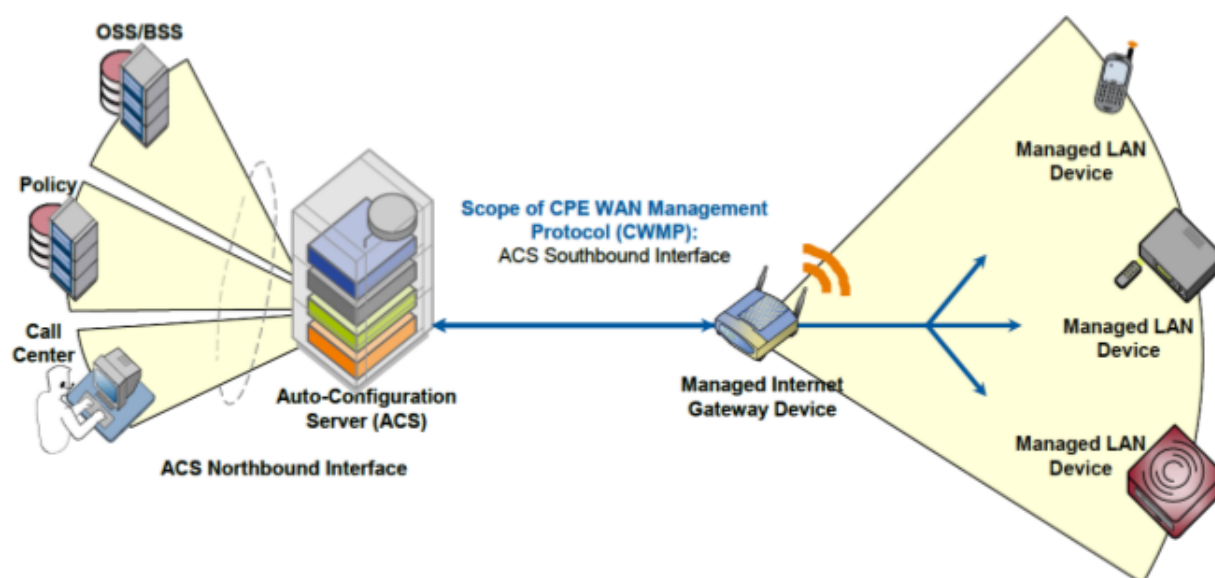 OSS/BSS
Policy
Call
Center
Auto-Configuration
Server (ACS)
ACS Northbound Interface
Scope of CPE WAN Management
Protocol (CWMP):
ACS Southbound Interface
Managed Internet
Gateway Device
Managed LAN
Device
Managed LAN
Device
Managed LAN
Device